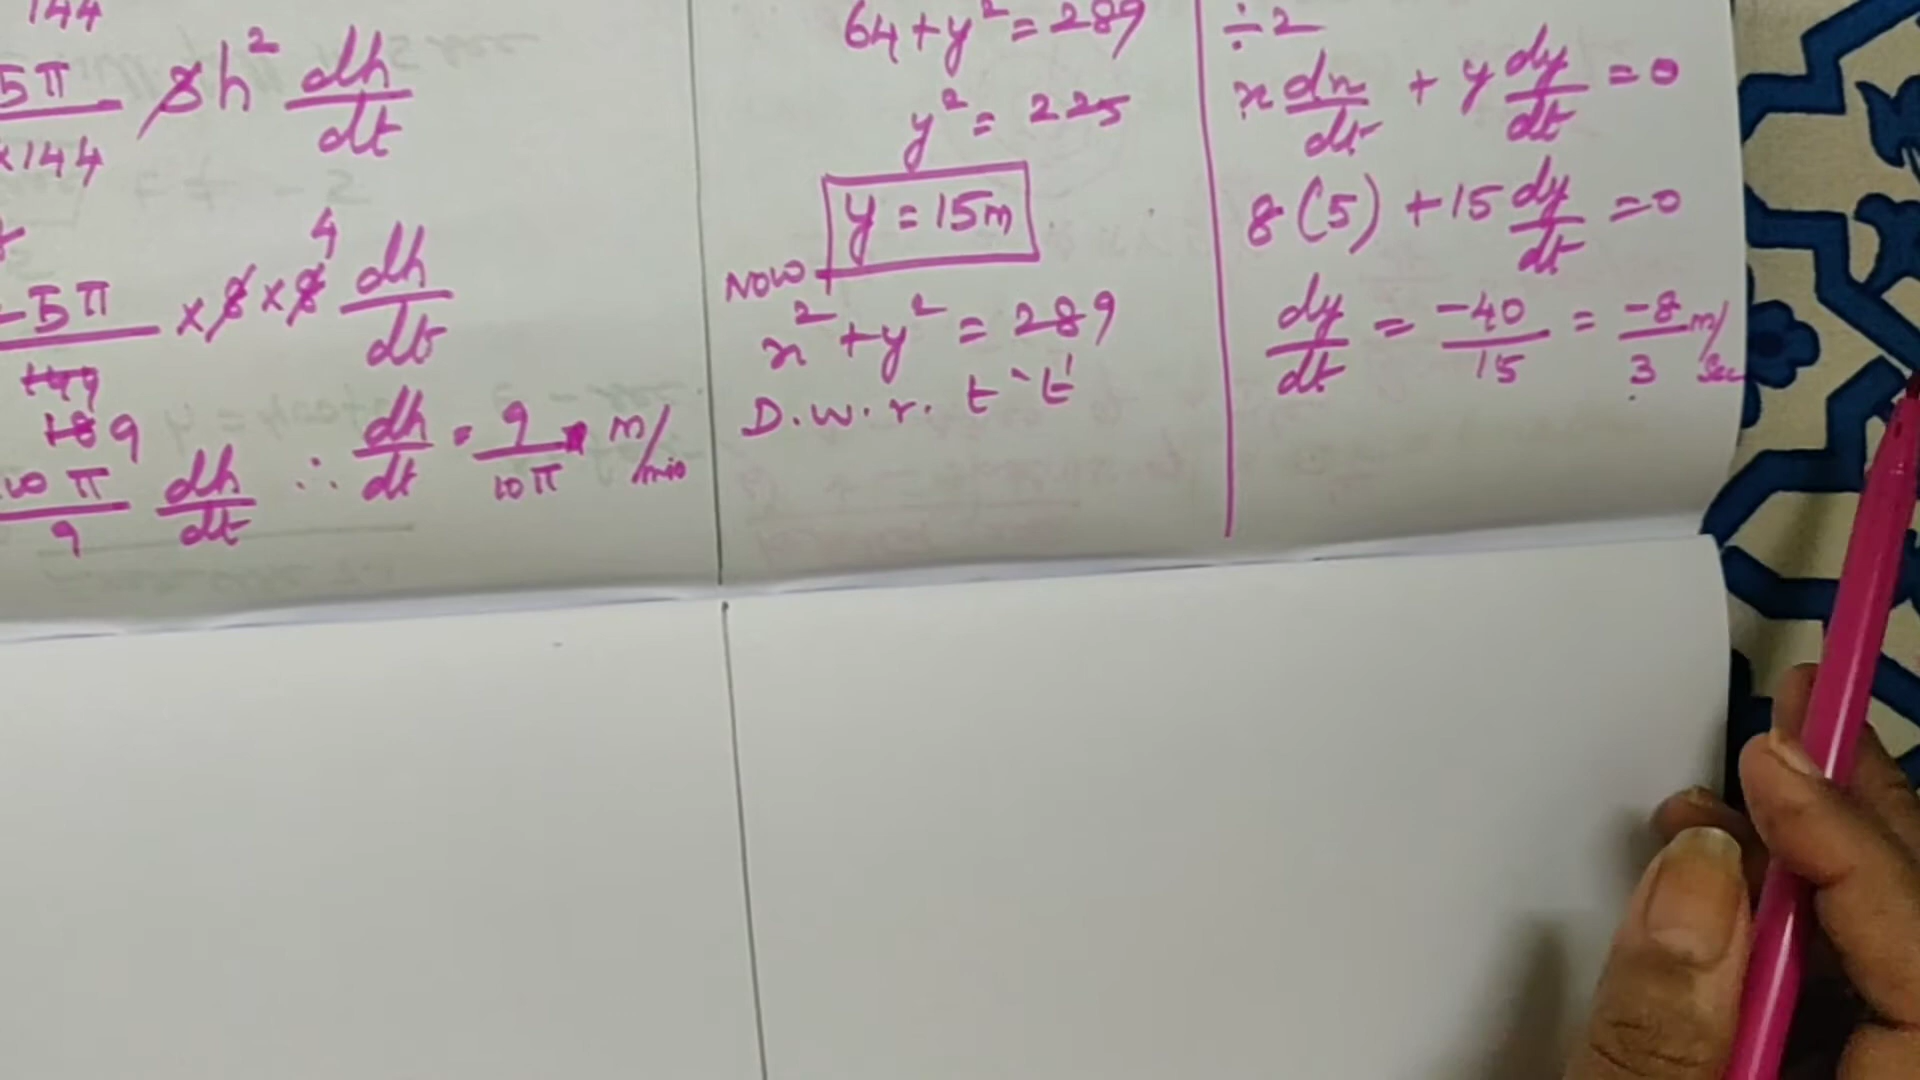 144
5π h² dh/dt
×144
4
5π × 8 × 8 dh/dt
144
18 9
10π/9 dh/dt ∴ dh/dt = 9/10π m/min
64 + y² = 289
y² = 225
y = 15m
Now
x² + y² = 289
D.w.r. t 't'
÷2
x dx/dt + y dy/dt = 0
8(5) + 15 dy/dt = 0
dy/dt = -40/15 = -8/3 m/sec